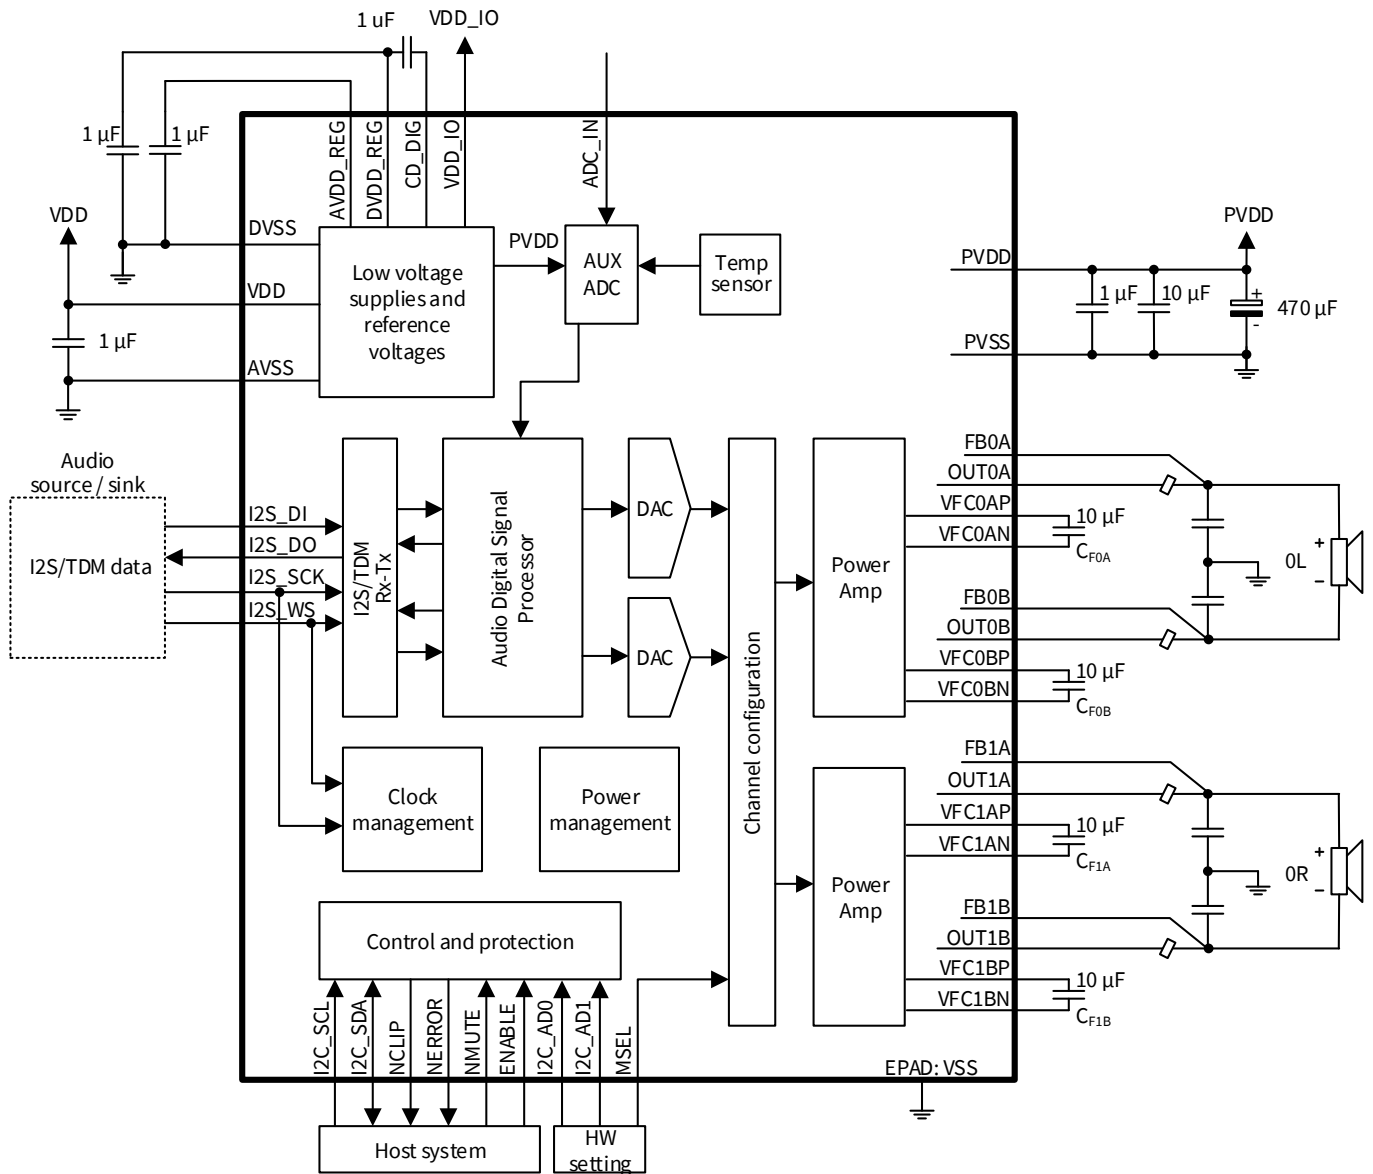 1 uF
VDD_IO
1 µF
1 µF
AVDD_REG
DVDD_REG
CD_DIG
VDD_IO
ADC_IN
VDD
DVSS
VDD
1 µF
AVSS
Low voltage
supplies and
reference
voltages
PVDD
AUX
ADC
Temp
sensor
PVDD
PVDD
1 µF
10 µF
+
-
470 µF
PVSS
Audio
source / sink
I2S/TDM data
I2S_DI
I2S_DO
I2S_SCK
I2S_WS
I2S/TDM
Rx-Tx
Audio Digital Signal
Processor
DAC
DAC
Channel configuration
Power
Amp
FB0A
OUT0A
VFC0AP
VFC0AN
10 µF
CF0A
0L
+
–
FB0B
OUT0B
VFC0BP
VFC0BN
10 µF
CF0B
Clock
management
Power
management
Power
Amp
FB1A
OUT1A
VFC1AP
VFC1AN
10 µF
CF1A
0R
+
–
FB1B
OUT1B
VFC1BP
VFC1BN
10 µF
CF1B
Control and protection
I2C_SCL
I2C_SDA
NCLIP
NERROR
NMUTE
ENABLE
I2C_AD0
I2C_AD1
MSEL
EPAD: VSS
Host system
HW
setting